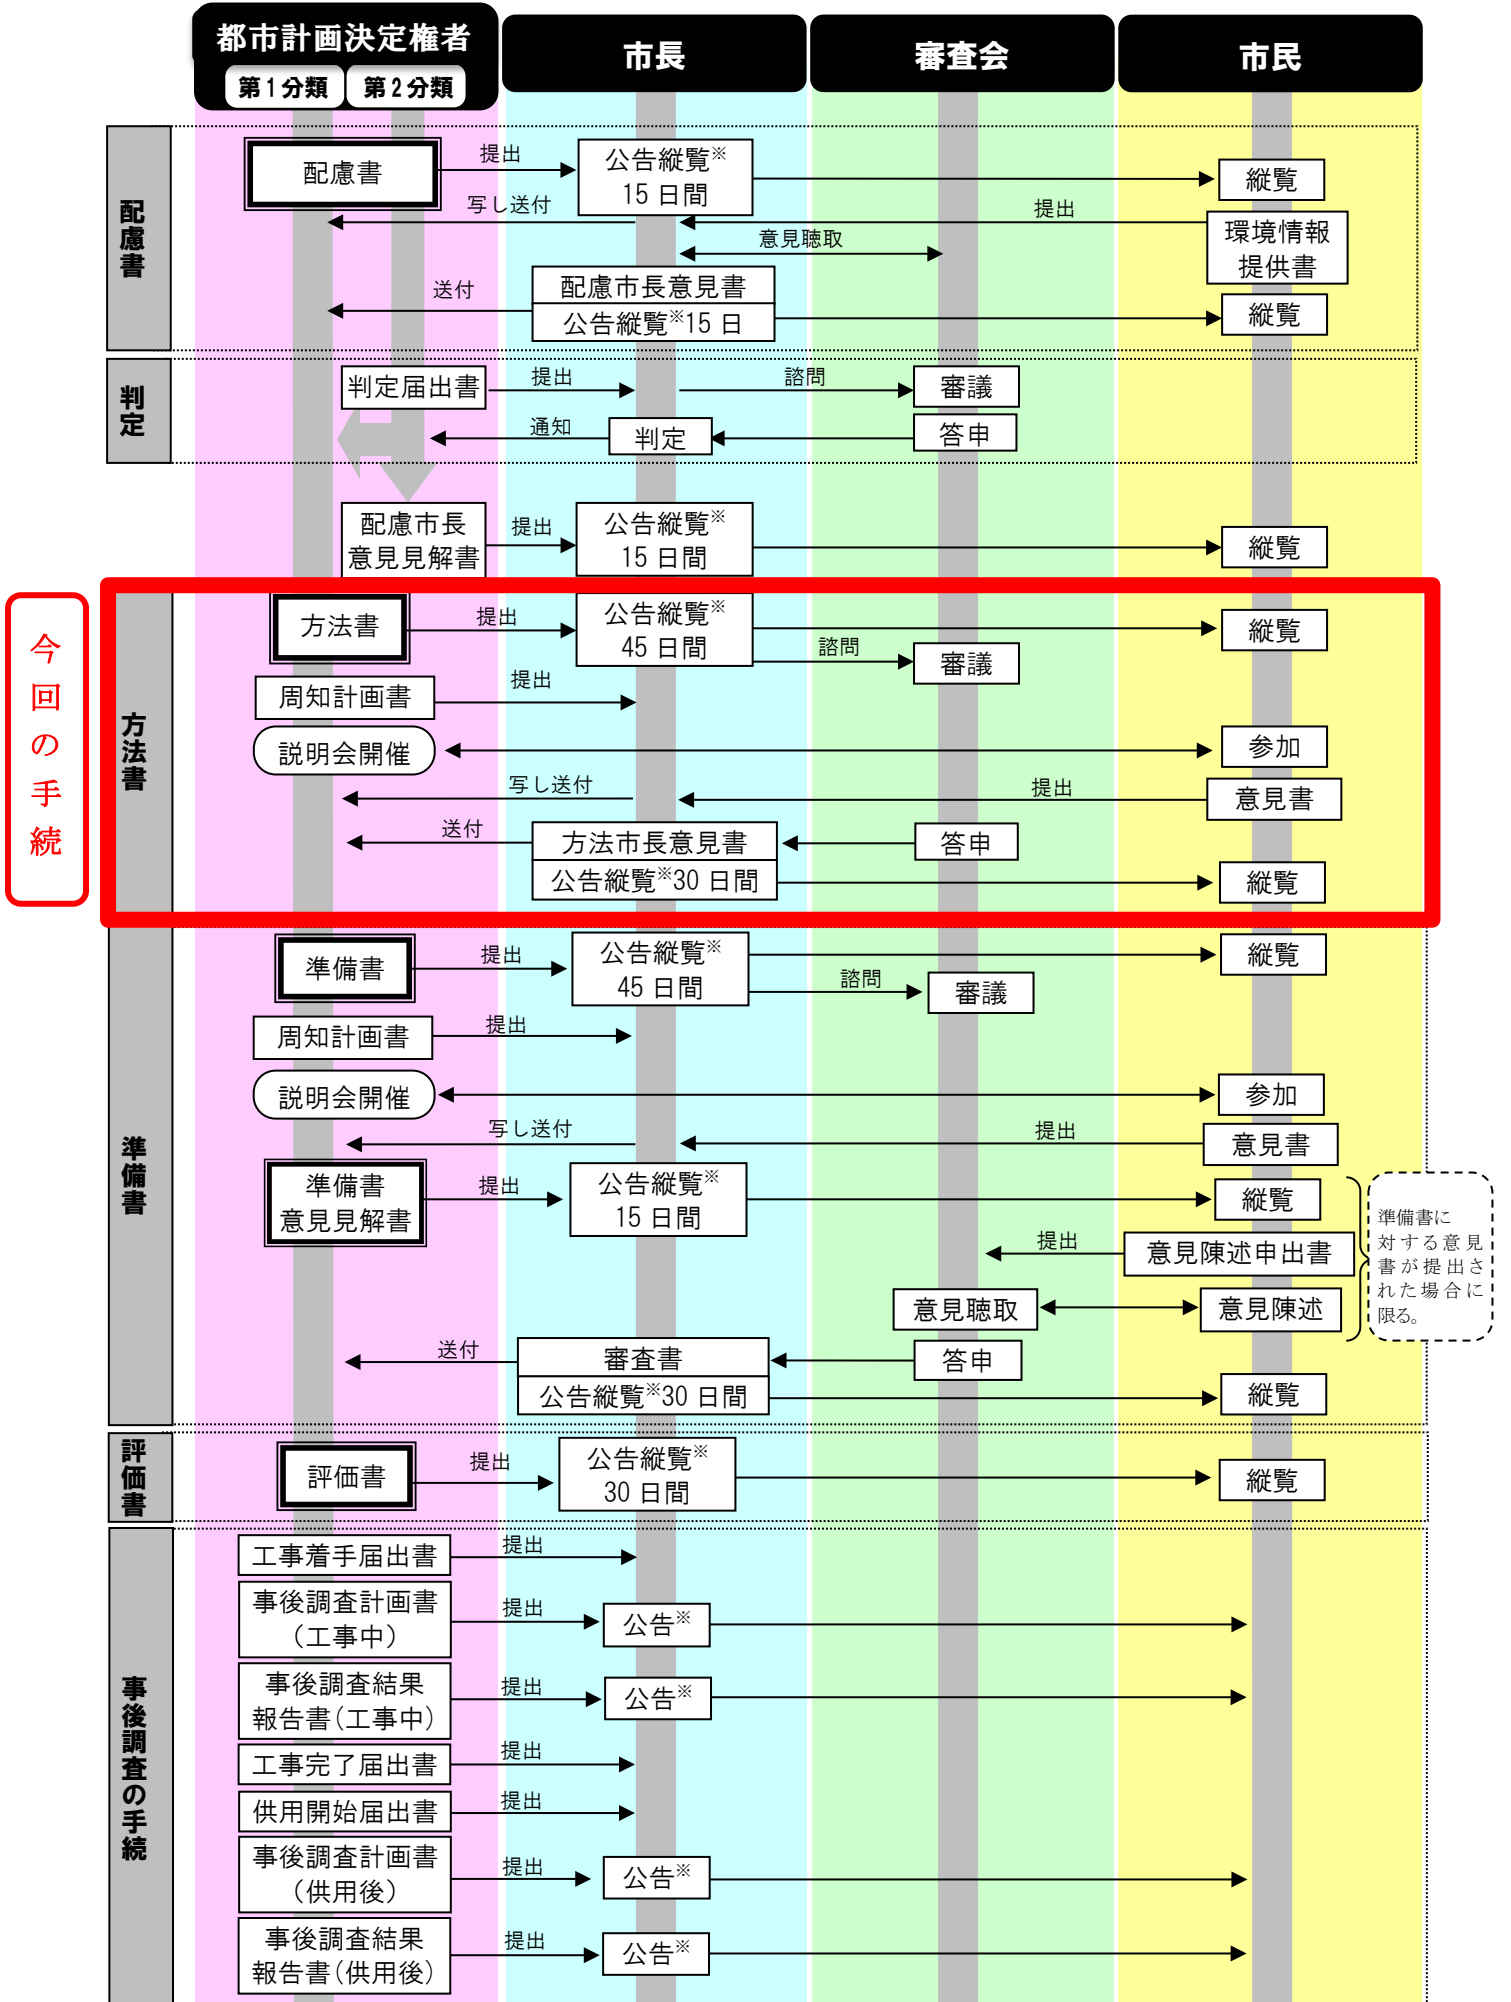 都市計画決定権者
第1分類
第2分類
市長
審査会
市民
配慮書
配慮書
提出
公告縦覧※
15日間
縦覧
写し送付
提出
環境情報
提供書
意見聴取
配慮市長意見書
送付
公告縦覧※15日
縦覧
判定
判定届出書
提出
諮問
審議
通知
判定
答申
配慮市長
意見見解書
提出
公告縦覧※
15日間
縦覧
今回の手続
方法書
方法書
提出
公告縦覧※
45日間
縦覧
諮問
審議
周知計画書
提出
説明会開催
参加
写し送付
提出
意見書
送付
方法市長意見書
答申
公告縦覧※30日間
縦覧
準備書
準備書
提出
公告縦覧※
45日間
縦覧
諮問
審議
周知計画書
提出
説明会開催
参加
写し送付
提出
意見書
準備書
意見見解書
提出
公告縦覧※
15日間
縦覧
提出
意見陳述申出書
意見聴取
意見陳述
準備書に
対する意見
書が提出さ
れた場合に
限る。
送付
審査書
答申
公告縦覧※30日間
縦覧
評価書
評価書
提出
公告縦覧※
30日間
縦覧
事後調査の手続
工事着手届出書
提出
事後調査計画書
（工事中）
提出
公告※
事後調査結果
報告書（工事中）
提出
公告※
工事完了届出書
提出
供用開始届出書
提出
事後調査計画書
（供用後）
提出
公告※
事後調査結果
報告書（供用後）
提出
公告※